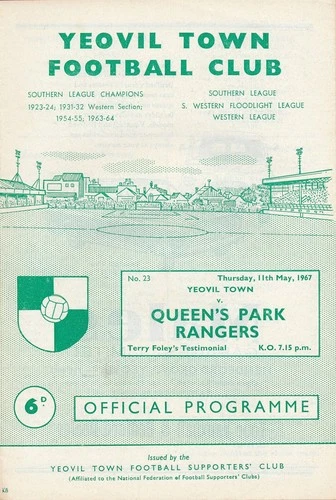 YEOVIL TOWN
FOOTBALL CLUB
SOUTHERN LEAGUE CHAMPIONS
1923-24; 1931-32 Western Section;
1954-55; 1963-64
SOUTHERN LEAGUE
S. WESTERN FLOODLIGHT LEAGUE
WESTERN LEAGUE
No. 23 Thursday, 11th May, 1967
YEOVIL TOWN
v.
QUEEN'S PARK
RANGERS
Terry Foley's Testimonial K.O. 7.15 p.m.
6D.
OFFICIAL PROGRAMME
Issued by the
YEOVIL TOWN FOOTBALL SUPPORTERS' CLUB
(Affiliated to the National Federation of Football Supporters' Clubs)